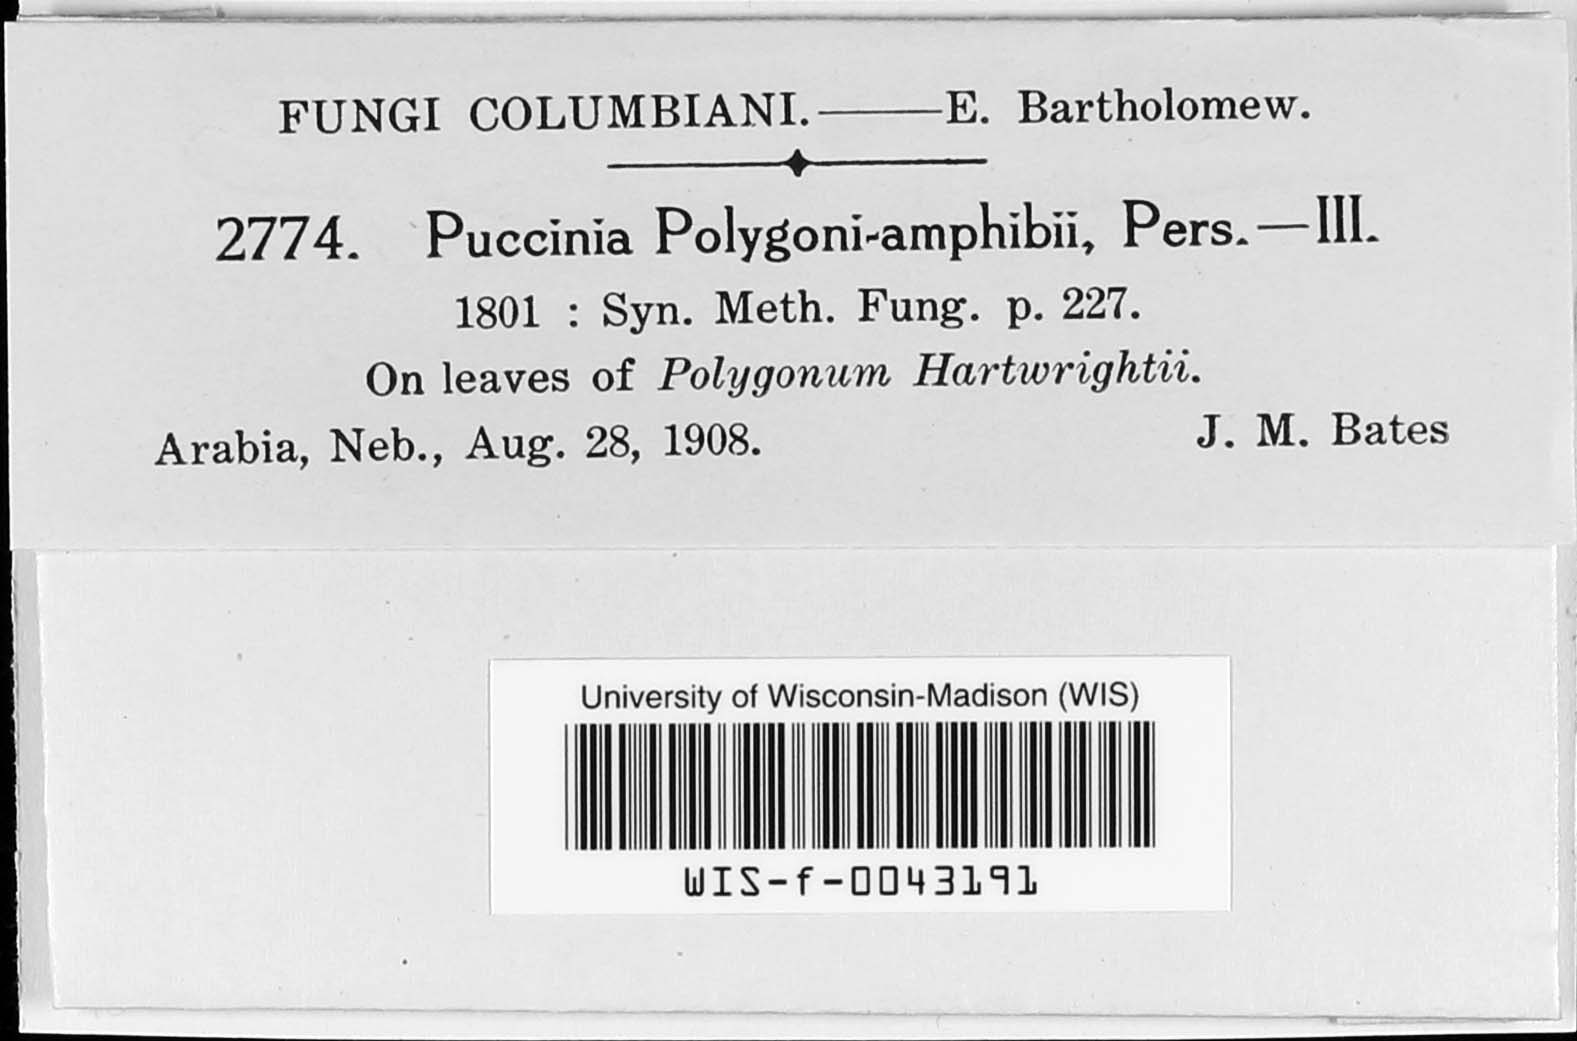 FUNGI COLUMBIANI.——E. Bartholomew.
2774. Puccinia Polygoni-amphibii, Pers.—III.
1801 : Syn. Meth. Fung. p. 227.
On leaves of Polygonum Hartwrightii.
Arabia, Neb., Aug. 28, 1908. J. M. Bates
University of Wisconsin-Madison (WIS)
WIS-f-0043191